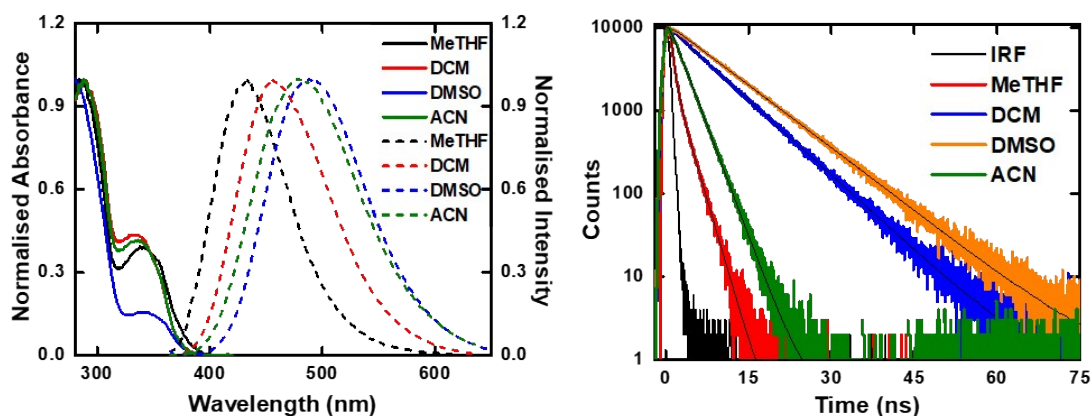 Normalised Absorbance
1.2
0.9
0.6
0.3
0.0
300
400
500
600
Wavelength (nm)
MeTHF
DCM
DMSO
ACN
MeTHF
DCM
DMSO
ACN
1.2
1.0
0.6
0.3
0.0
Normalised Intensity
Counts
10000
1000
100
10
1
0
15
30
45
60
75
Time (ns)
IRF
MeTHF
DCM
DMSO
ACN